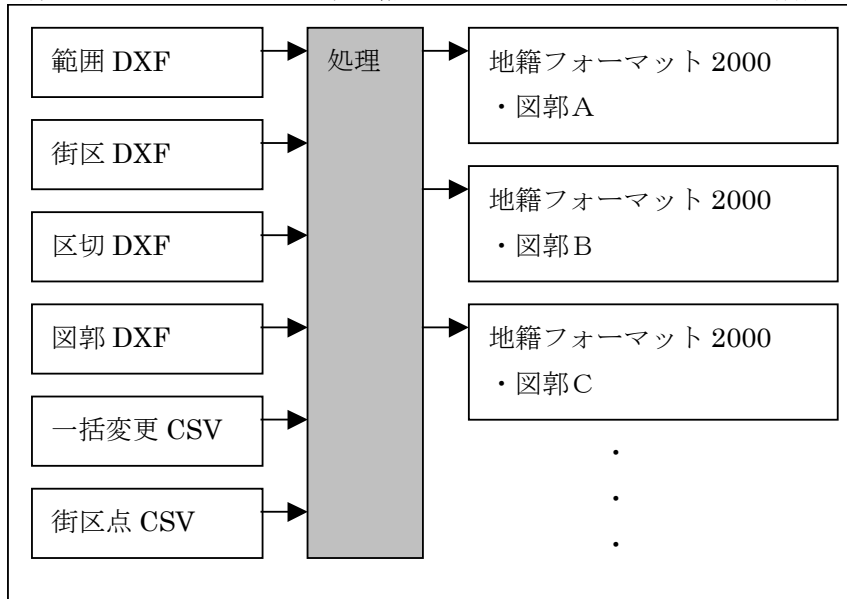 範囲 DXF
街区 DXF
区切 DXF
図郭 DXF
一括変更 CSV
街区点 CSV
処理
地籍フォーマット 2000
・図郭A
地籍フォーマット 2000
・図郭B
地籍フォーマット 2000
・図郭C
・
・
・